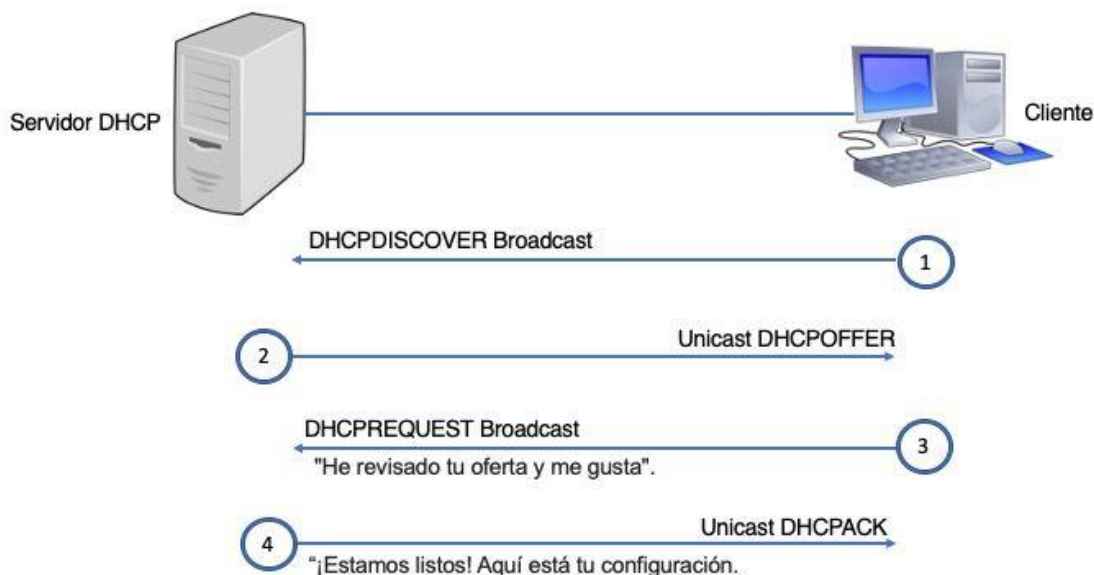 Servidor DHCP
Cliente
DHCPDISCOVER Broadcast
1
Unicast DHCPOFFER
2
DHCPREQUEST Broadcast
3
"He revisado tu oferta y me gusta".
Unicast DHCPACK
4
“¡Estamos listos! Aquí está tu configuración.